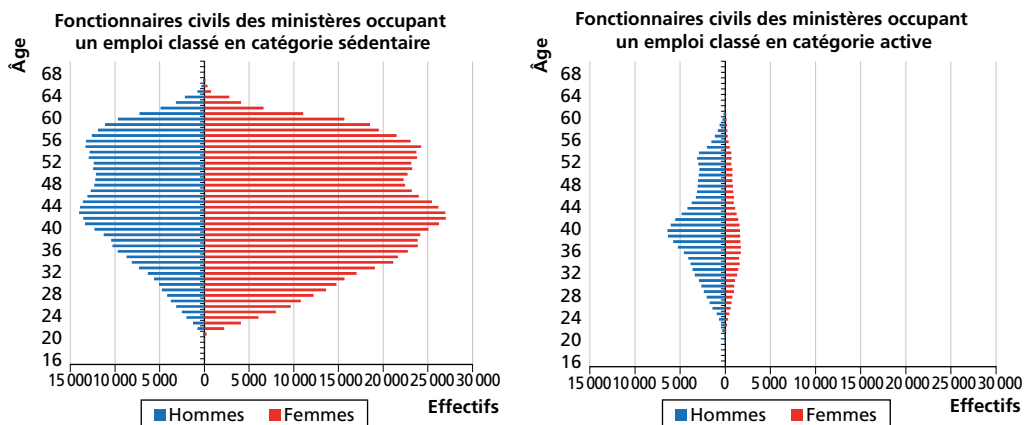 Fonctionnaires civils des ministères occupant
un emploi classé en catégorie sédentaire
Âge
68
64
60
56
52
48
44
40
36
32
28
24
20
16
15 000 10 000 5 000 0 5 000 10 000 15 000 20 000 25 000 30 000
Effectifs
Hommes Femmes
Fonctionnaires civils des ministères occupant
un emploi classé en catégorie active
Âge
68
64
60
56
52
48
44
40
36
32
28
24
20
16
15 000 10 000 5 000 0 5 000 10 000 15 000 20 000 25 000 30 000
Effectifs
Hommes Femmes